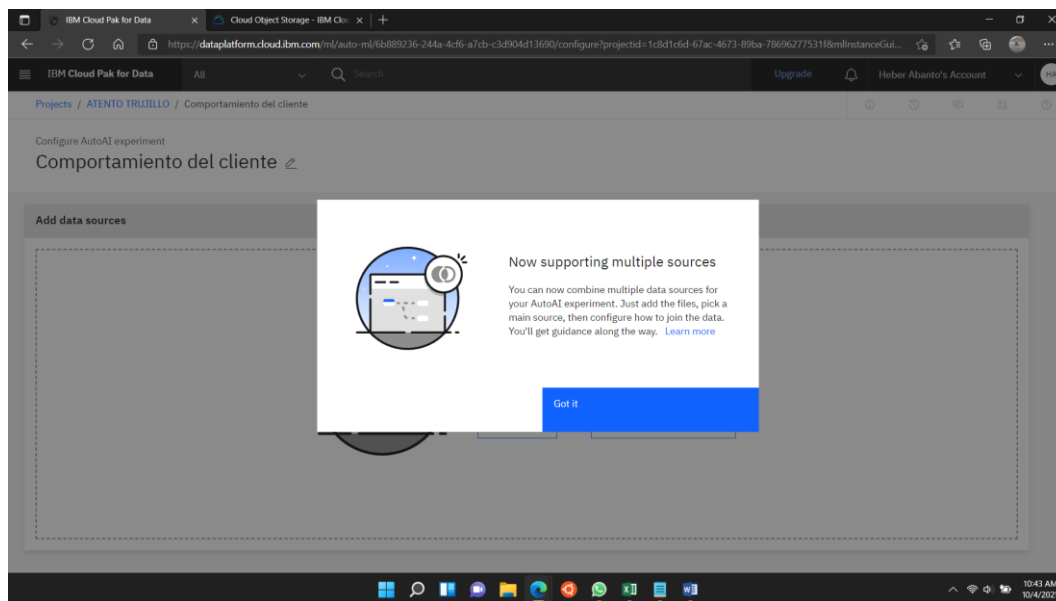 IBM Cloud Pak for Data
Cloud Object Storage - IBM Clou
https://dataplatform.cloud.ibm.com/ml/auto-ml/6b889236-244a-4cf6-a7cb-c3d904d13690/configure?projectid=1c8d1c6d-67ac-4673-89ba-78696277531f&mlInstanceGui...
IBM Cloud Pak for Data
All
Search
Upgrade
Heber Abanto's Account
HA
Projects / ATENTO TRUJILLO / Comportamiento del cliente
Configure AutoAI experiment
Comportamiento del cliente
Add data sources
Now supporting multiple sources
You can now combine multiple data sources for
your AutoAI experiment. Just add the files, pick a
main source, then configure how to join the data.
You'll get guidance along the way. Learn more
Got it
10:43 AM
10/4/202